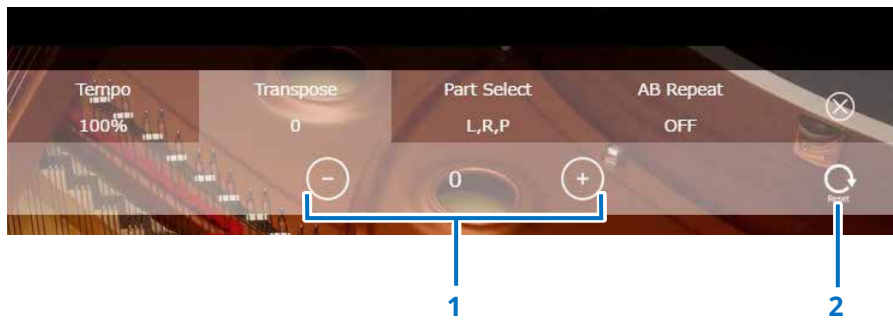 Tempo Transpose Part Select AB Repeat
100% 0 L,R,P OFF
− 0 +
Reset
1 2